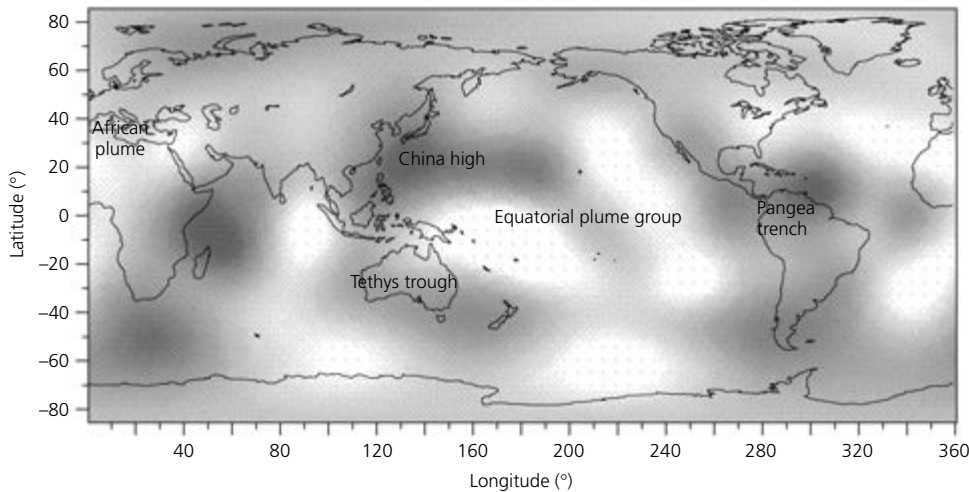 80
60
40
20
0
–20
–40
–60
–80
Latitude (°)
African
plume
China high
Equatorial plume group
Pangea
trench
Tethys trough
40
80
120
160
200
240
280
320
360
Longitude (°)